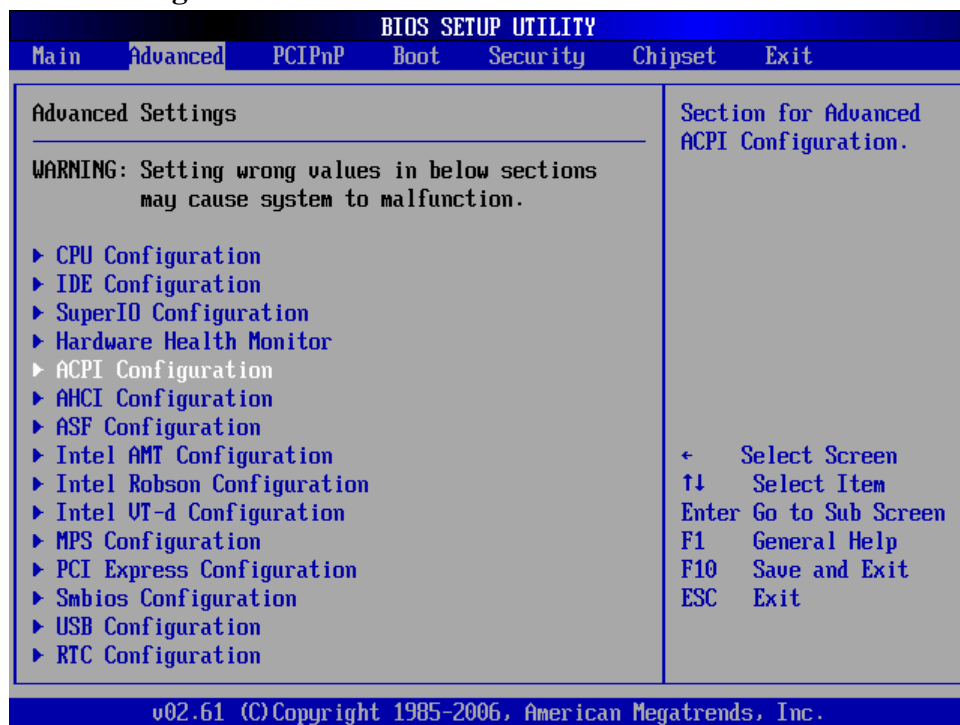 BIOS SETUP UTILITY
Main Advanced PCIPnP Boot Security Chipset Exit
Advanced Settings
WARNING: Setting wrong values in below sections
may cause system to malfunction.
▶ CPU Configuration
▶ IDE Configuration
▶ SuperIO Configuration
▶ Hardware Health Monitor
▶ ACPI Configuration
▶ AHCI Configuration
▶ ASF Configuration
▶ Intel AMT Configuration
▶ Intel Robson Configuration
▶ Intel VT-d Configuration
▶ MPS Configuration
▶ PCI Express Configuration
▶ Smbios Configuration
▶ USB Configuration
▶ RTC Configuration
Section for Advanced
ACPI Configuration.
← Select Screen
↑↓ Select Item
Enter Go to Sub Screen
F1 General Help
F10 Save and Exit
ESC Exit
v02.61 (C)Copyright 1985-2006, American Megatrends, Inc.